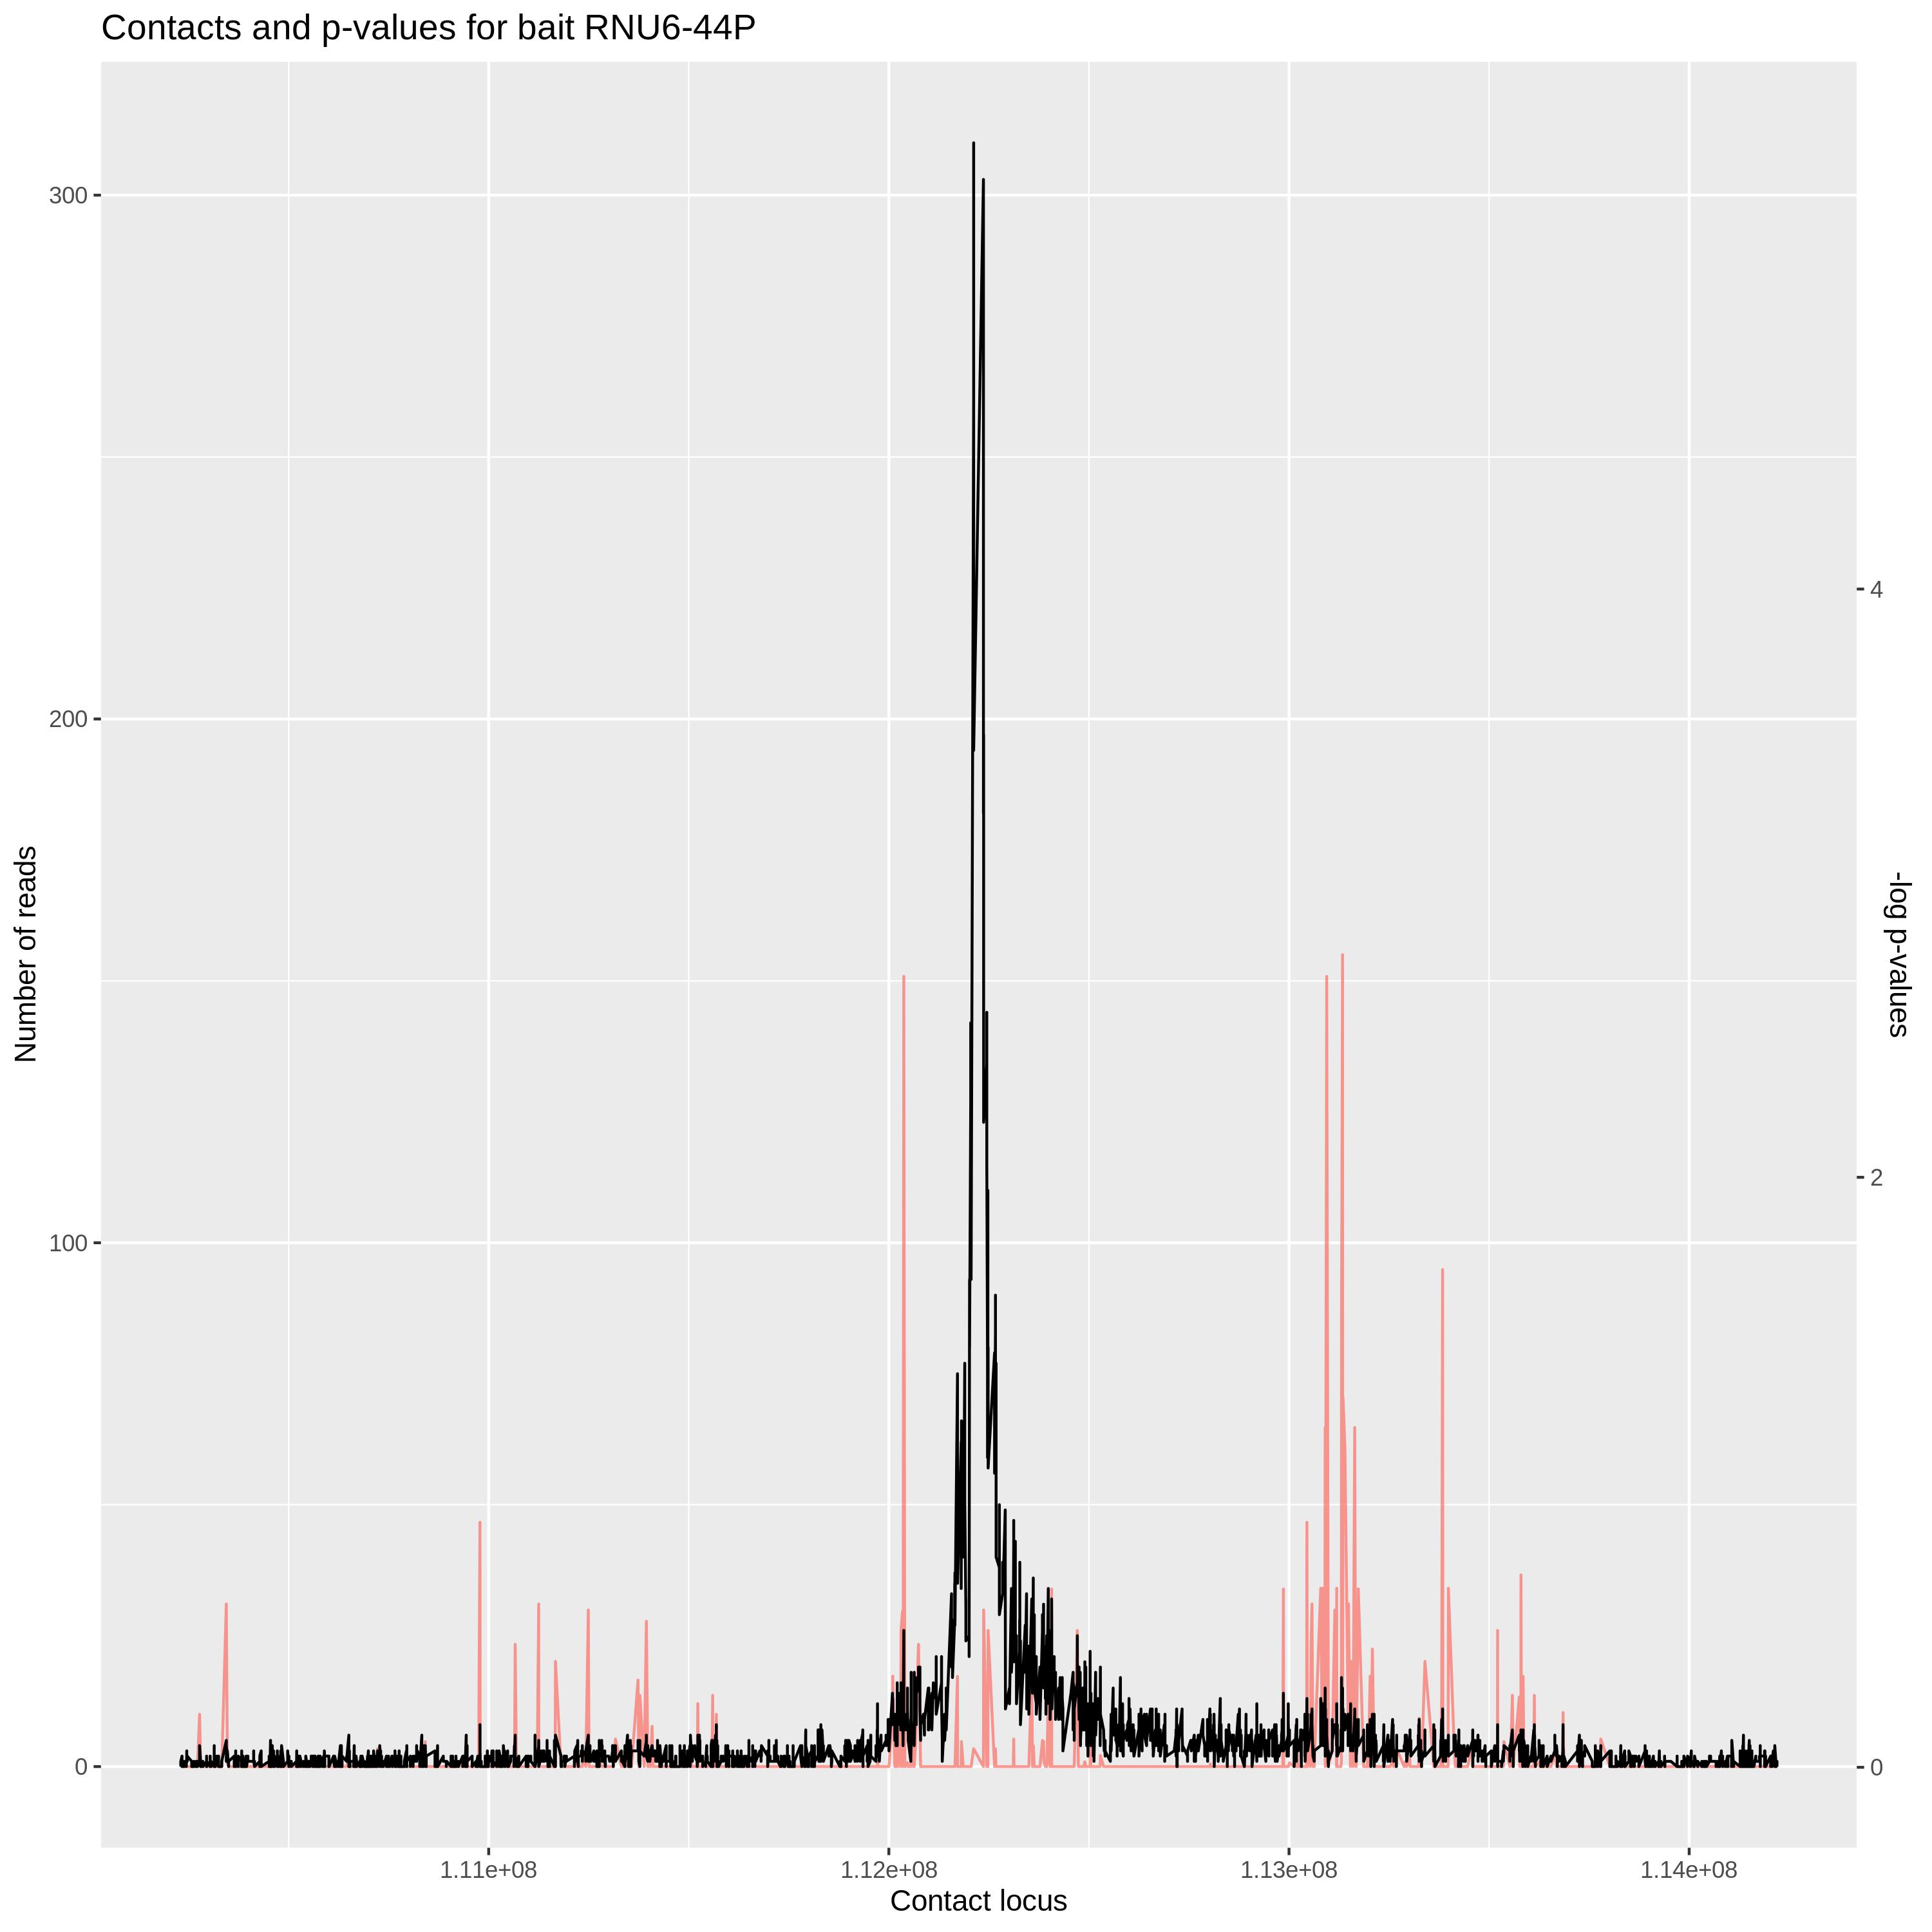 Contacts and p-values for bait RNU6-44P
300
200
100
0
Number of reads
4
2
0
-log p-values
1.11e+08
1.12e+08
1.13e+08
1.14e+08
Contact locus